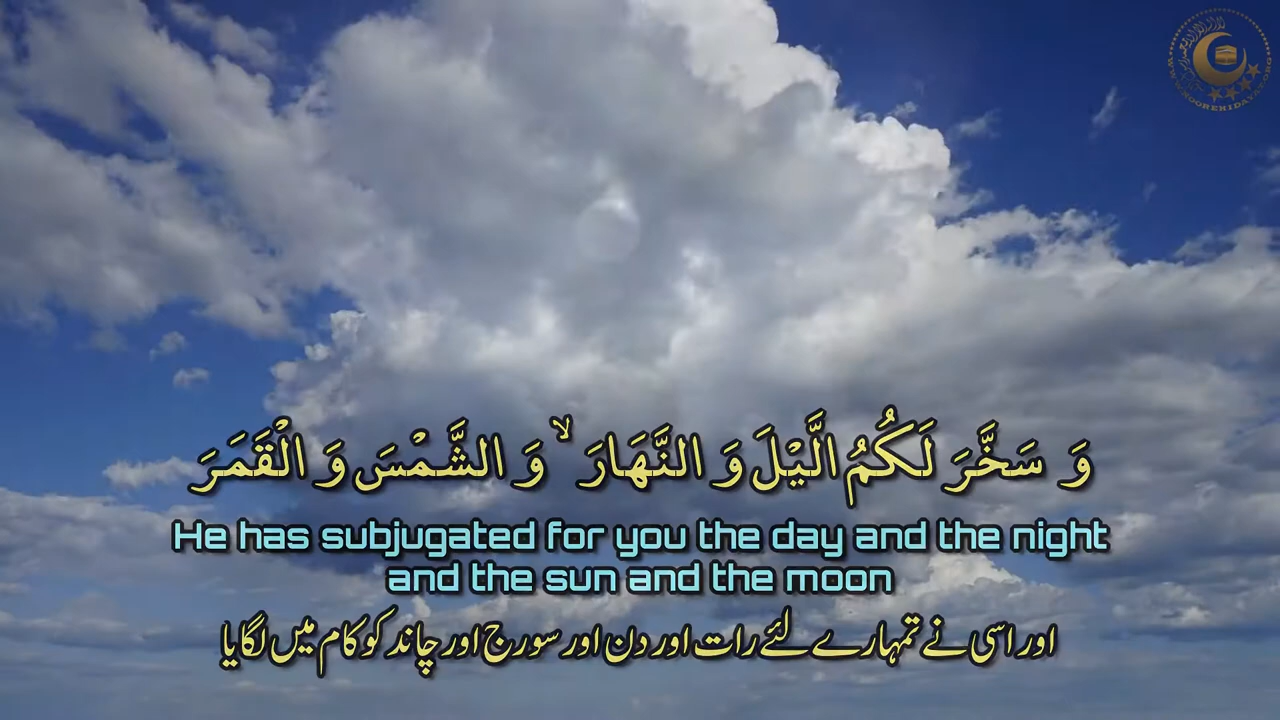 وَ سَخَّرَ لَكُمُ الَّيْلَ وَ النَّهَارَ ۙ وَ الشَّمْسَ وَ الْقَمَرَ
He has subjugated for you the day and the night
and the sun and the moon
اور اسی نے تمہارے لئے رات اور دن اور سورج اور چاند کو کام میں لگایا